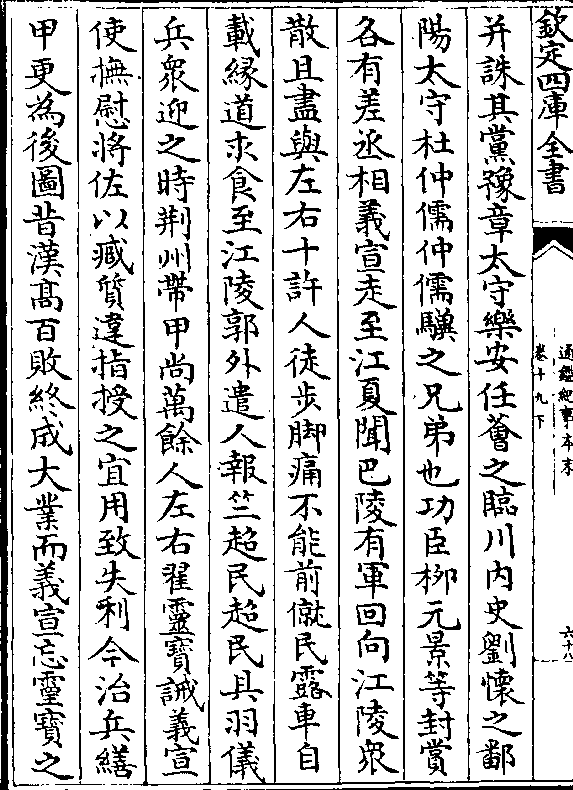 欽定四庫全書
通鑑紀事本末
卷十九下
六十八
并誅其黨豫章太守樂安任薈之臨川内史劉懷之鄱
陽太守杜仲儒仲儒驥之兄弟也功臣栁元景等封賞
各有差丞相義宣走至江夏聞巴陵有軍回向江陵衆
散且盡與左右十許人徒步脚痛不能前僦民露車自
載緣道求食至江陵郭外遣人報竺超民超民具羽儀
兵衆迎之時荆州帶甲尚萬餘人左右翟靈寳誡義宣
使撫慰將佐以臧質違指授之宜用致失利今治兵繕
甲更為後圖昔漢髙百敗終成大業而義宣忘靈寳之